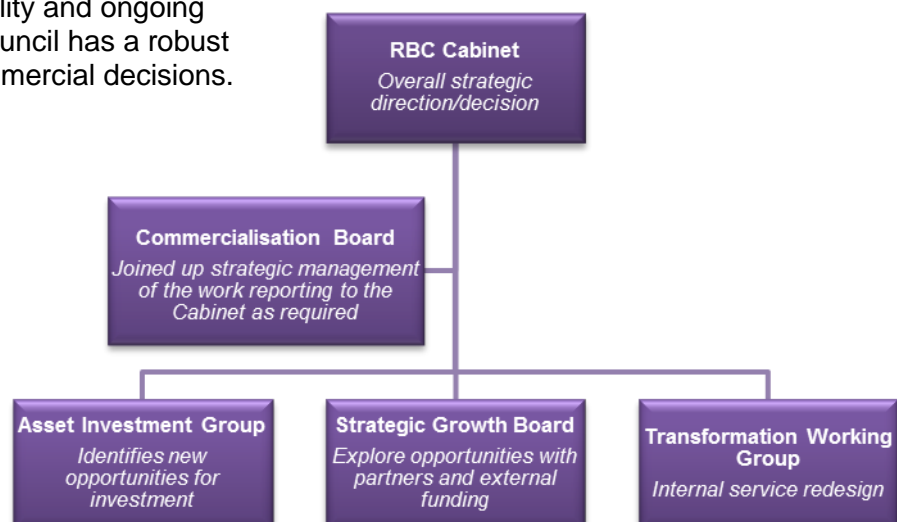 lity and ongoing
uncil has a robust
mercial decisions.
RBC Cabinet
Overall strategic
direction/decision
Commercialisation Board
Joined up strategic management
of the work reporting to the
Cabinet as required
Asset Investment Group
Identifies new
opportunities for
investment
Strategic Growth Board
Explore opportunities with
partners and external
funding
Transformation Working
Group
Internal service redesign